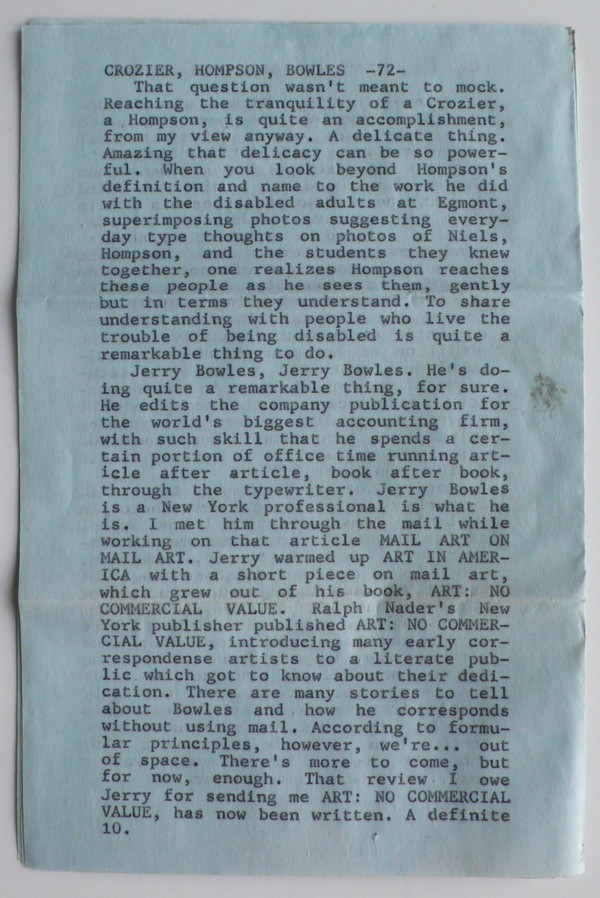 CROZIER, HOMPSON, BOWLES -72-
That question wasn't meant to mock.
Reaching the tranquility of a Crozier,
a Hompson, is quite an accomplishment,
from my view anyway. A delicate thing.
Amazing that delicacy can be so power-
ful. When you look beyond Hompson's
definition and name to the work he did
with the disabled adults at Egmont,
superimposing photos suggesting every-
day type thoughts on photos of Niels,
Hompson, and the students they knew
together, one realizes Hompson reaches
these people as he sees them, gently
but in terms they understand. To share
understanding with people who live the
trouble of being disabled is quite a
remarkable thing to do.
Jerry Bowles, Jerry Bowles. He's do-
ing quite a remarkable thing, for sure.
He edits the company publication for
the world's biggest accounting firm,
with such skill that he spends a cer-
tain portion of office time running art-
icle after article, book after book,
through the typewriter. Jerry Bowles
is a New York professional is what he
is. I met him through the mail while
working on that article MAIL ART ON
MAIL ART. Jerry warmed up ART IN AMER-
ICA with a short piece on mail art,
which grew out of his book, ART: NO
COMMERCIAL VALUE. Ralph Nader's New
York publisher published ART: NO COMMER-
CIAL VALUE, introducing many early cor-
respondense artists to a literate pub-
lic which got to know about their dedi-
cation. There are many stories to tell
about Bowles and how he corresponds
without using mail. According to formu-
lar principles, however, we're... out
of space. There's more to come, but
for now, enough. That review I owe
Jerry for sending me ART: NO COMMERCIAL
VALUE, has now been written. A definite
10.